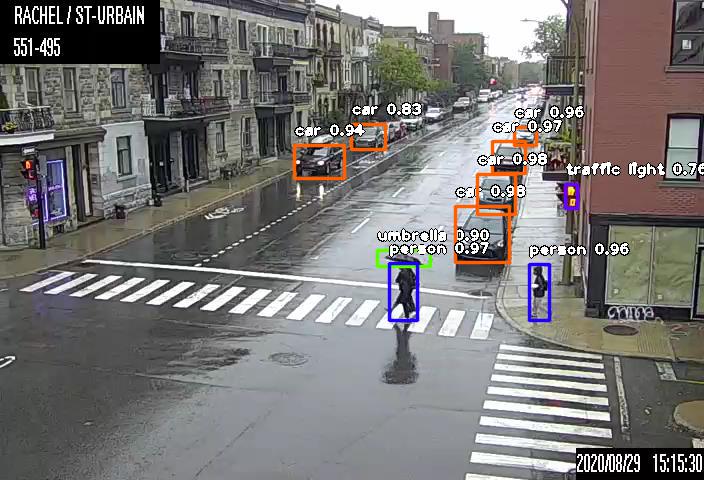 RACHEL / ST-URBAIN
551-495
car 0.83
car 0.96
car 0.94
car 0.97
car 0.98
traffic light 0.76
car 0.98
umbrella 0.90
person 0.97
person 0.96
2020/08/29 15:15:30